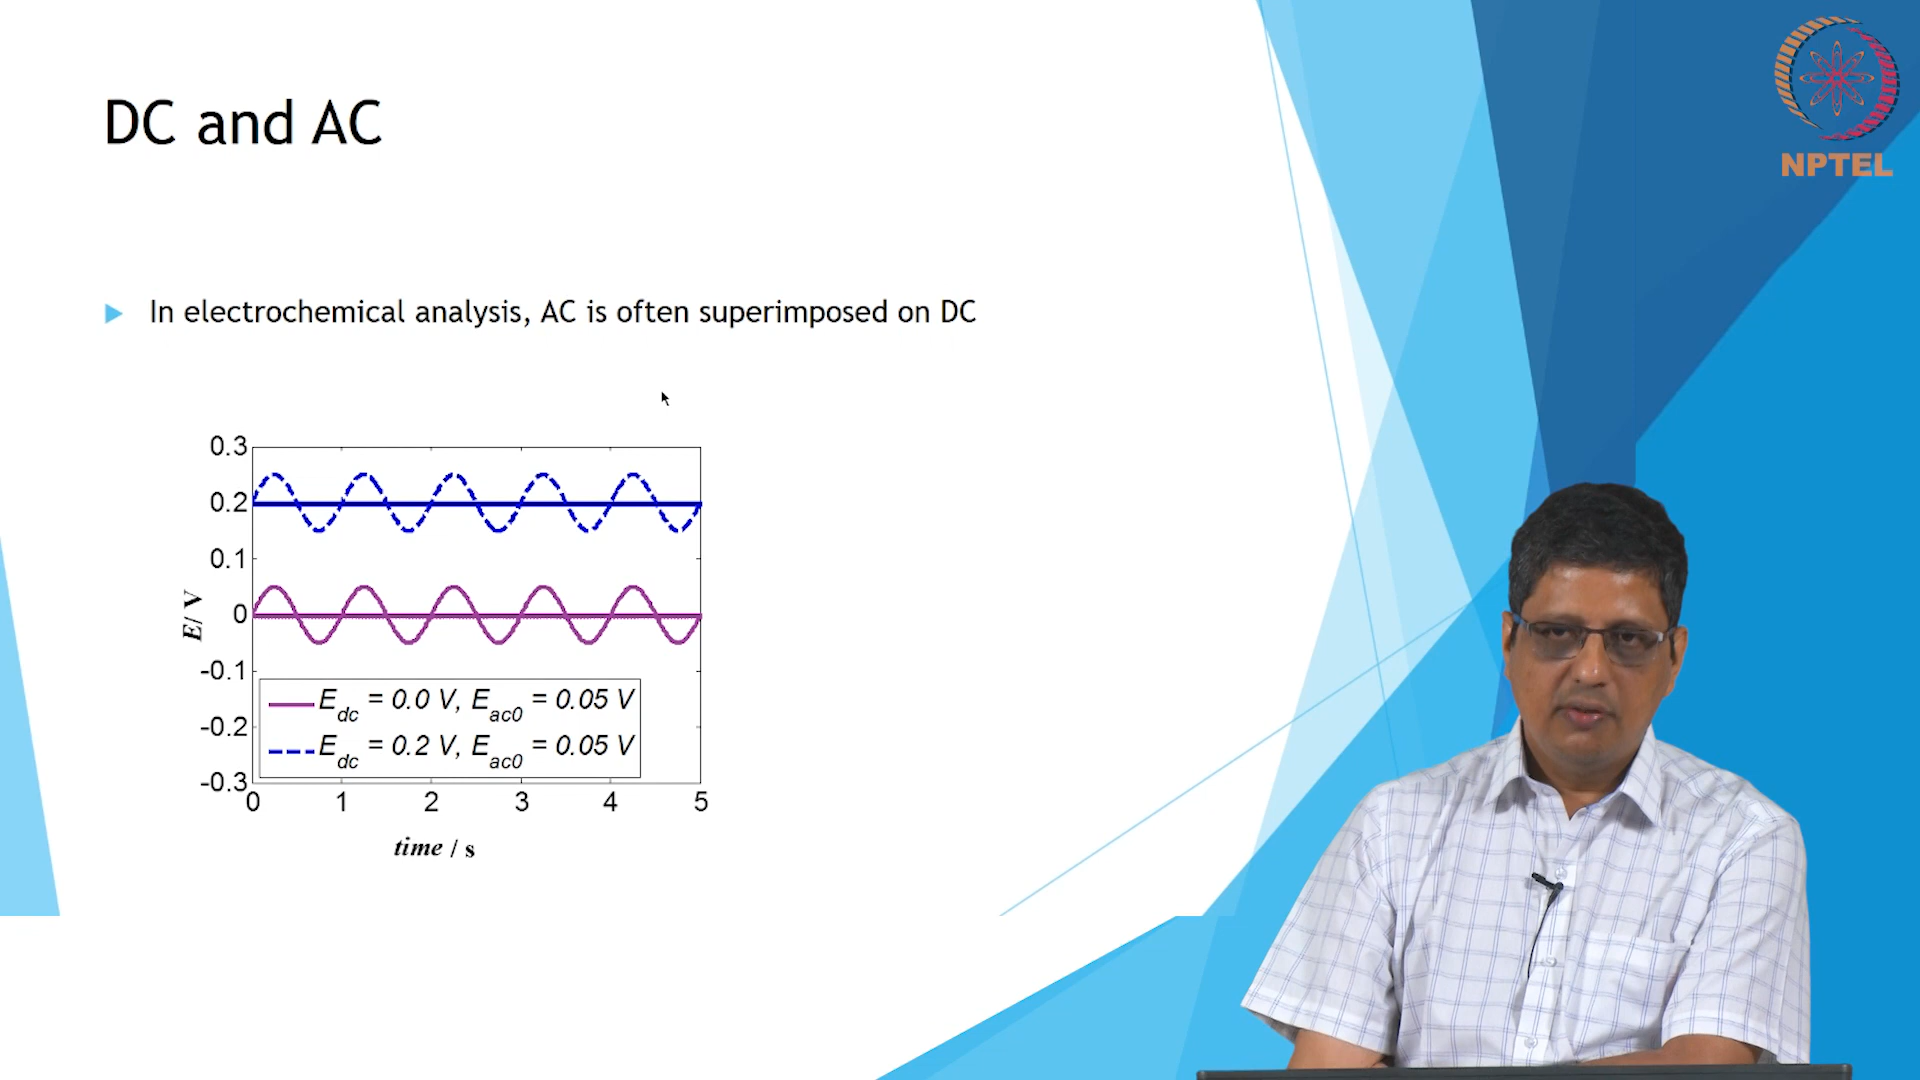 DC and AC
NPTEL
In electrochemical analysis, AC is often superimposed on DC
0.3
0.2
0.1
0
-0.1
-0.2
-0.3
E/ V
E_dc = 0.0 V, E_ac0 = 0.05 V
E_dc = 0.2 V, E_ac0 = 0.05 V
0 1 2 3 4 5
time / s